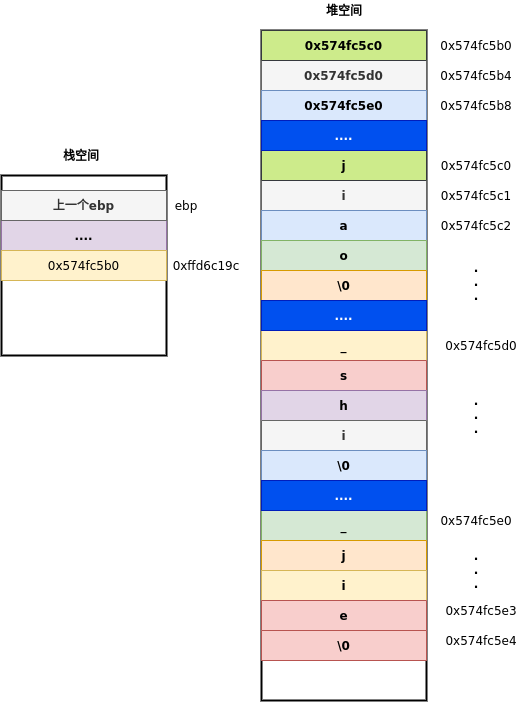 堆空间
0x574fc5c0 0x574fc5b0
0x574fc5d0 0x574fc5b4
0x574fc5e0 0x574fc5b8
....
j 0x574fc5c0
i 0x574fc5c1
a 0x574fc5c2
o
\0
....
_ 0x574fc5d0
s
h
i
\0
....
_ 0x574fc5e0
j
i
e 0x574fc5e3
\0 0x574fc5e4
栈空间
上一个ebp ebp
....
0x574fc5b0 0xffd6c19c